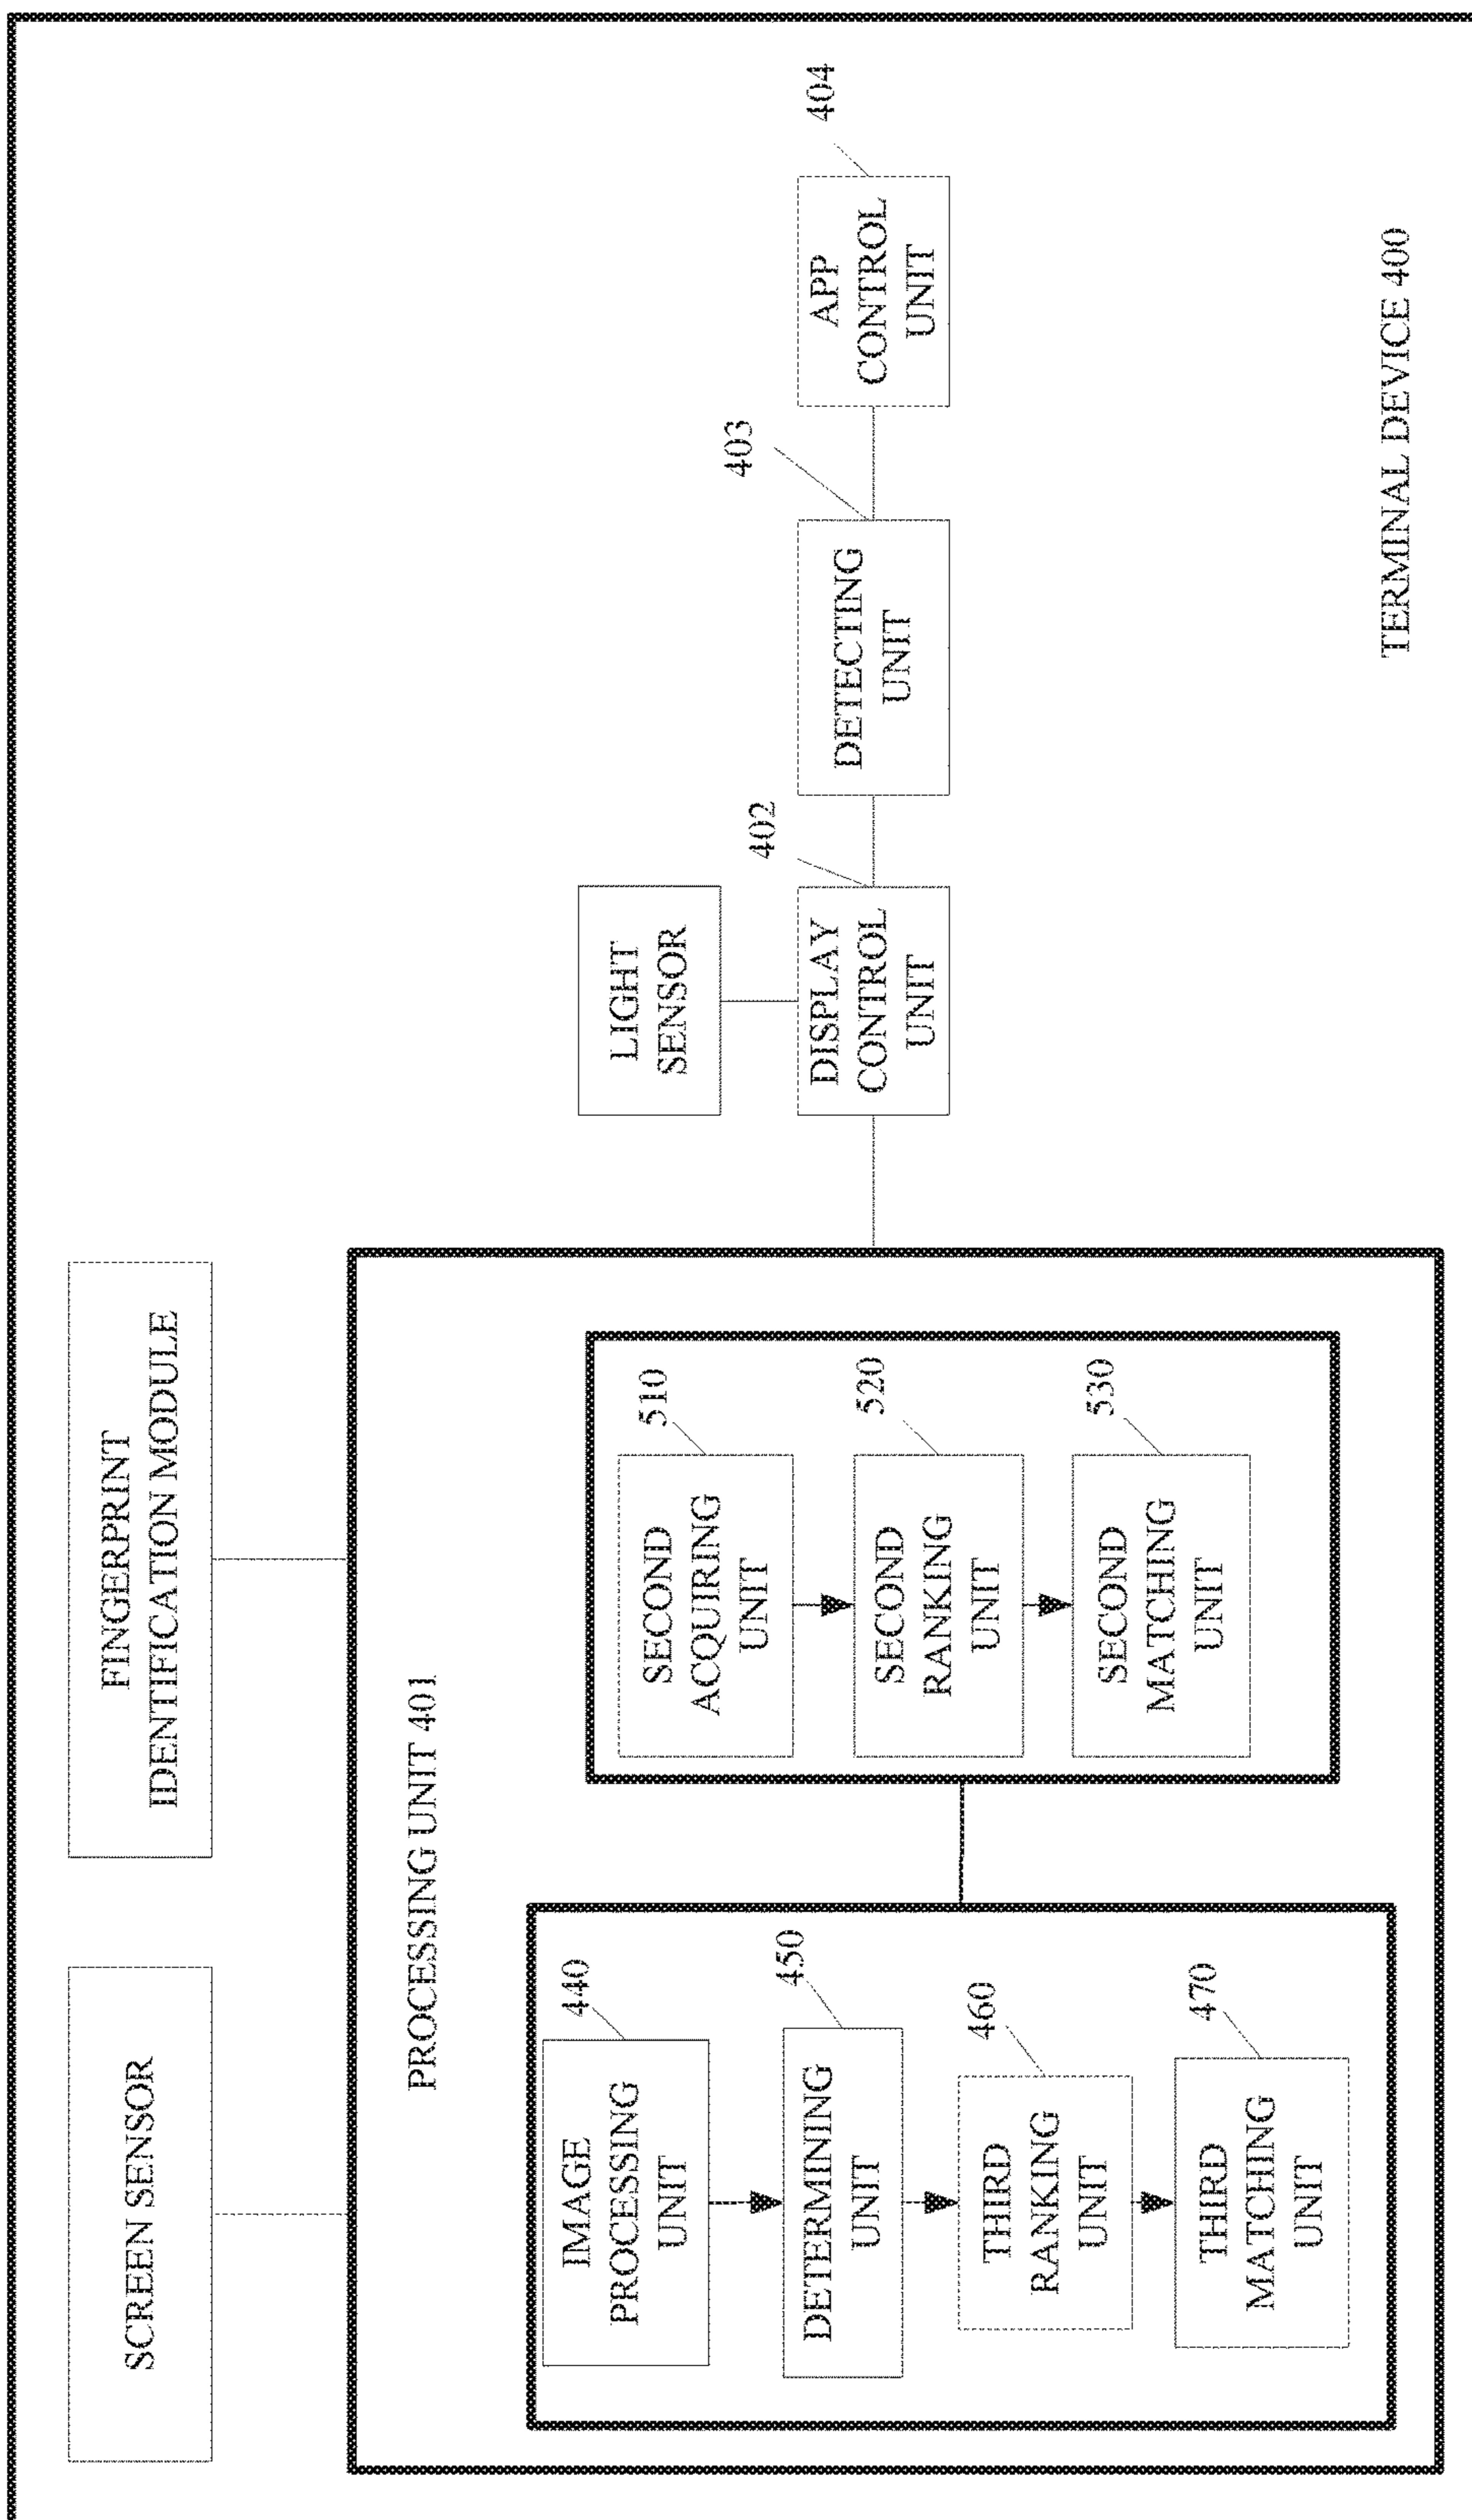 SCREEN SENSOR
FINGERPRINT
IDENTIFICATION MODULE
PROCESSING UNIT 401
440
IMAGE
PROCESSING
UNIT
450
DETERMINING
UNIT
460
THIRD
RANKING
UNIT
470
THIRD
MATCHING
UNIT
510
SECOND
ACQUIRING
UNIT
520
SECOND
RANKING
UNIT
530
SECOND
MATCHING
UNIT
LIGHT
SENSOR
402
DISPLAY
CONTROL
UNIT
403
DETECTING
UNIT
404
APP
CONTROL
UNIT
TERMINAL DEVICE 400